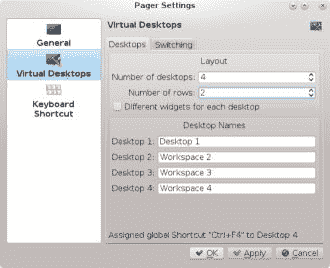 Pager Settings
General
Virtual Desktops
Keyboard
Shortcut
Virtual Desktops
Desktops
Switching
Layout
Number of desktops: 4
Number of rows: 2
Different widgets for each desktop
Desktop Names
Desktop 1: Desktop 1
Desktop 2: Workspace 2
Desktop 3: Workspace 3
Desktop 4: Workspace 4
Assigned global Shortcut "Ctrl+F4" to Desktop 4
OK
Apply
Cancel